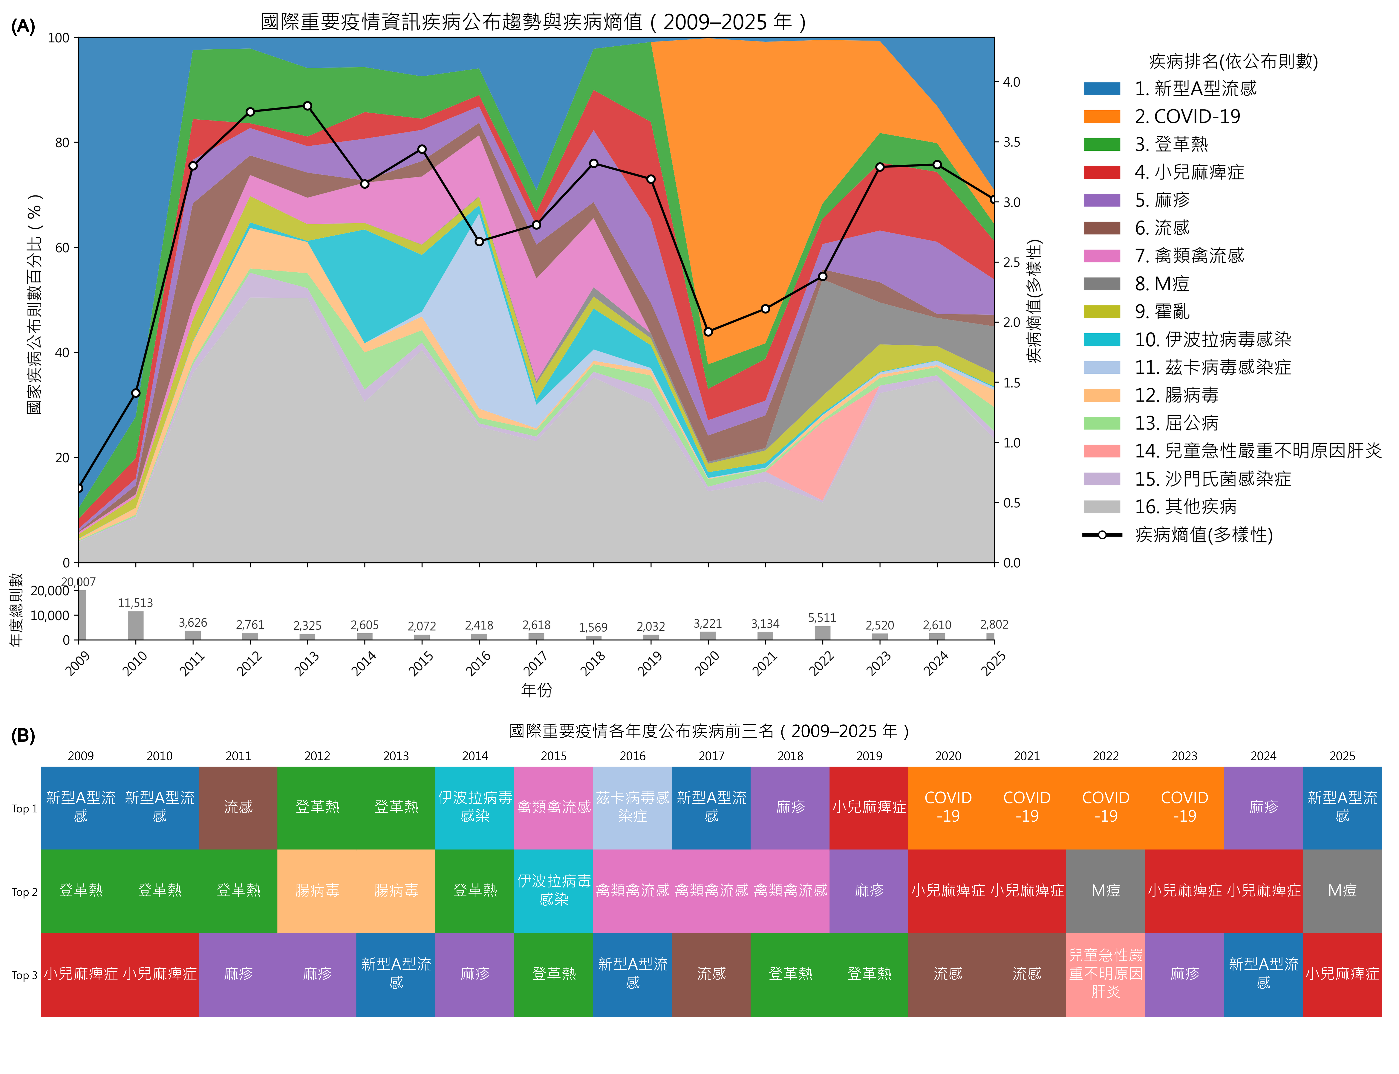 (A)
國際重要疫情資訊疾病公布趨勢與疾病熵值（2009–2025 年）
國家疾病公布則數百分比（%）
100
80
60
40
20
0
4.0
3.5
3.0
2.5
2.0
1.5
1.0
0.5
0.0
疾病熵值(多樣性)
疾病排名(依公布則數)
1. 新型A型流感
2. COVID-19
3. 登革熱
4. 小兒麻痺症
5. 麻疹
6. 流感
7. 禽類禽流感
8. M痘
9. 霍亂
10. 伊波拉病毒感染
11. 茲卡病毒感染症
12. 腸病毒
13. 屈公病
14. 兒童急性嚴重不明原因肝炎
15. 沙門氏菌感染症
16. 其他疾病
疾病熵值(多樣性)
年度總則數
20,000
10,000
0
20,007 11,513 3,626 2,761 2,325 2,605 2,072 2,418 2,618 1,569 2,032 3,221 3,134 5,511 2,520 2,610 2,802
2009 2010 2011 2012 2013 2014 2015 2016 2017 2018 2019 2020 2021 2022 2023 2024 2025
年份
(B)
國際重要疫情各年度公布疾病前三名（2009–2025 年）
2009 2010 2011 2012 2013 2014 2015 2016 2017 2018 2019 2020 2021 2022 2023 2024 2025
Top 1
新型A型流
感
新型A型流
感
流感
登革熱
登革熱
伊波拉病毒
感染
禽類禽流感
茲卡病毒感
染症
新型A型流
感
麻疹
小兒麻痺症
COVID
-19
COVID
-19
COVID
-19
COVID
-19
麻疹
新型A型流
感
Top 2
登革熱
登革熱
登革熱
腸病毒
腸病毒
登革熱
伊波拉病毒
感染
禽類禽流感
禽類禽流感
禽類禽流感
麻疹
小兒麻痺症
小兒麻痺症
M痘
小兒麻痺症
小兒麻痺症
M痘
Top 3
小兒麻痺症
小兒麻痺症
麻疹
麻疹
新型A型流
感
麻疹
登革熱
新型A型流
感
流感
登革熱
登革熱
流感
流感
兒童急性嚴
重不明原因
肝炎
麻疹
新型A型流
感
小兒麻痺症